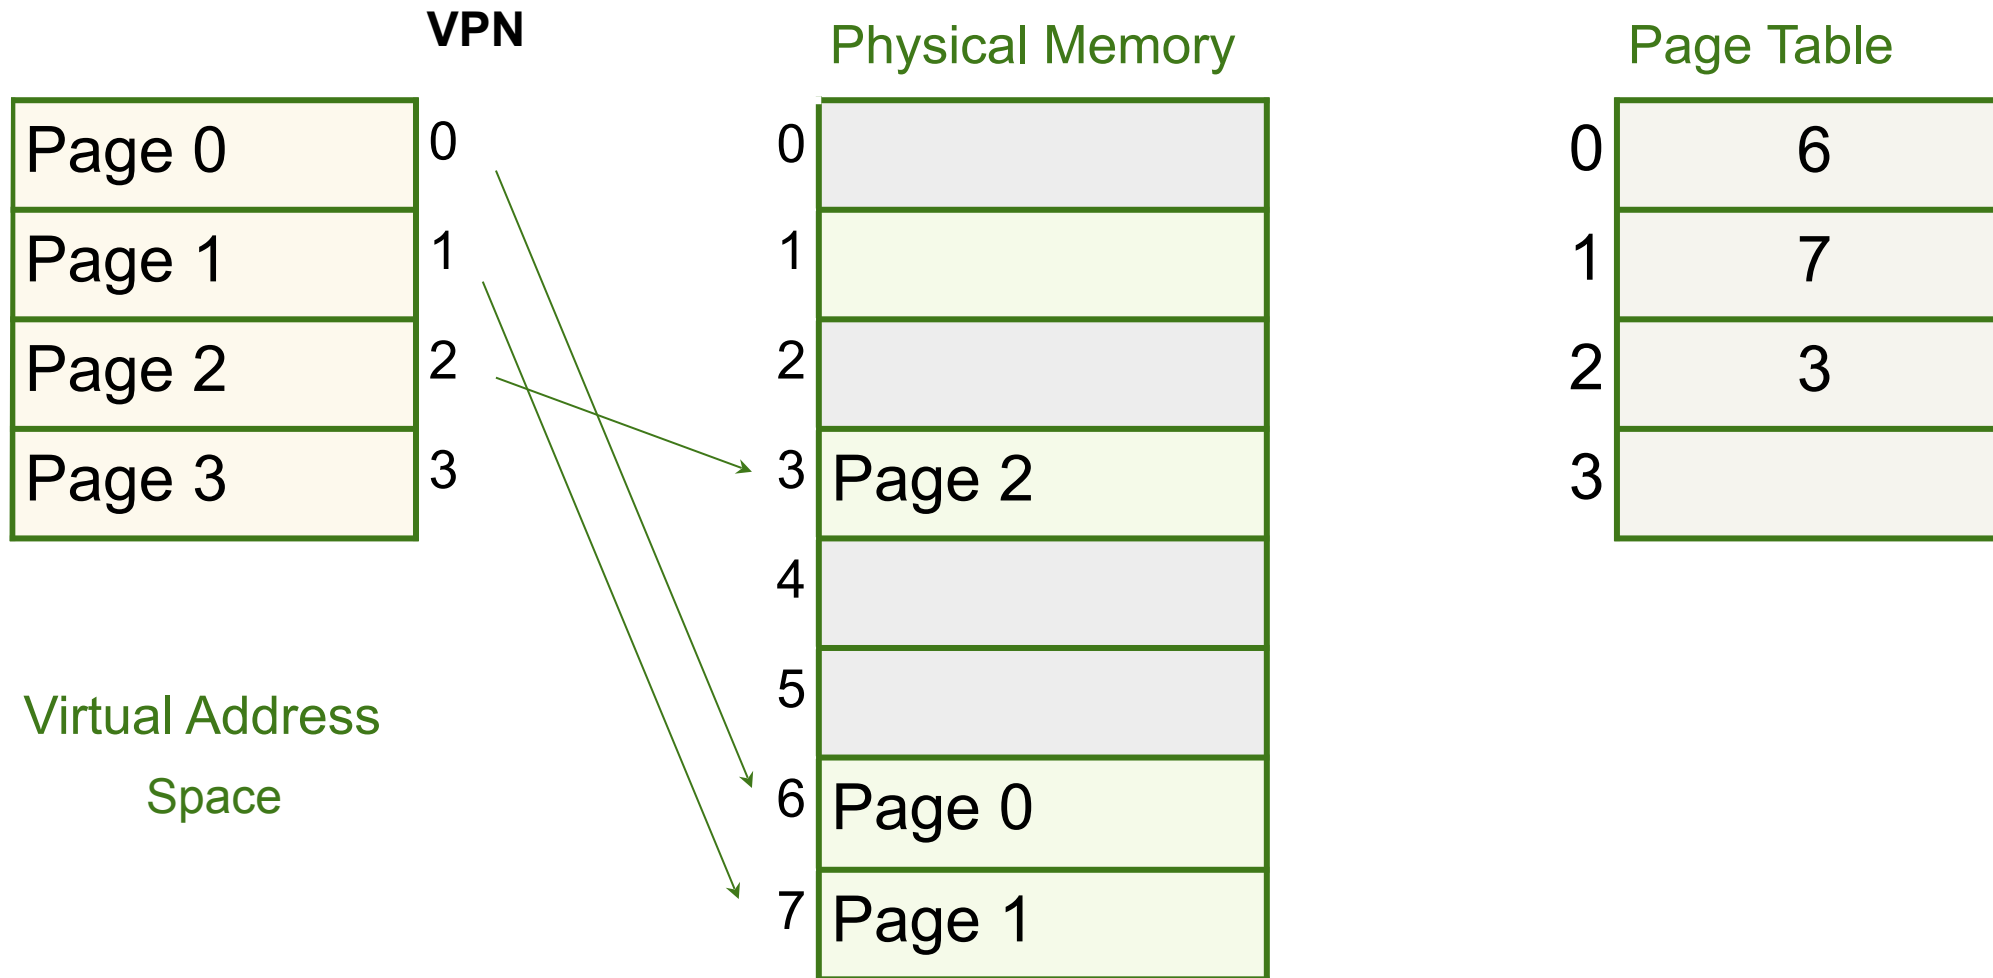 VPN
Physical Memory
Page Table
Page 0 0
Page 1 1
Page 2 2
Page 3 3
Virtual Address
Space
0
1
2
3 Page 2
4
5
6 Page 0
7 Page 1
0 6
1 7
2 3
3